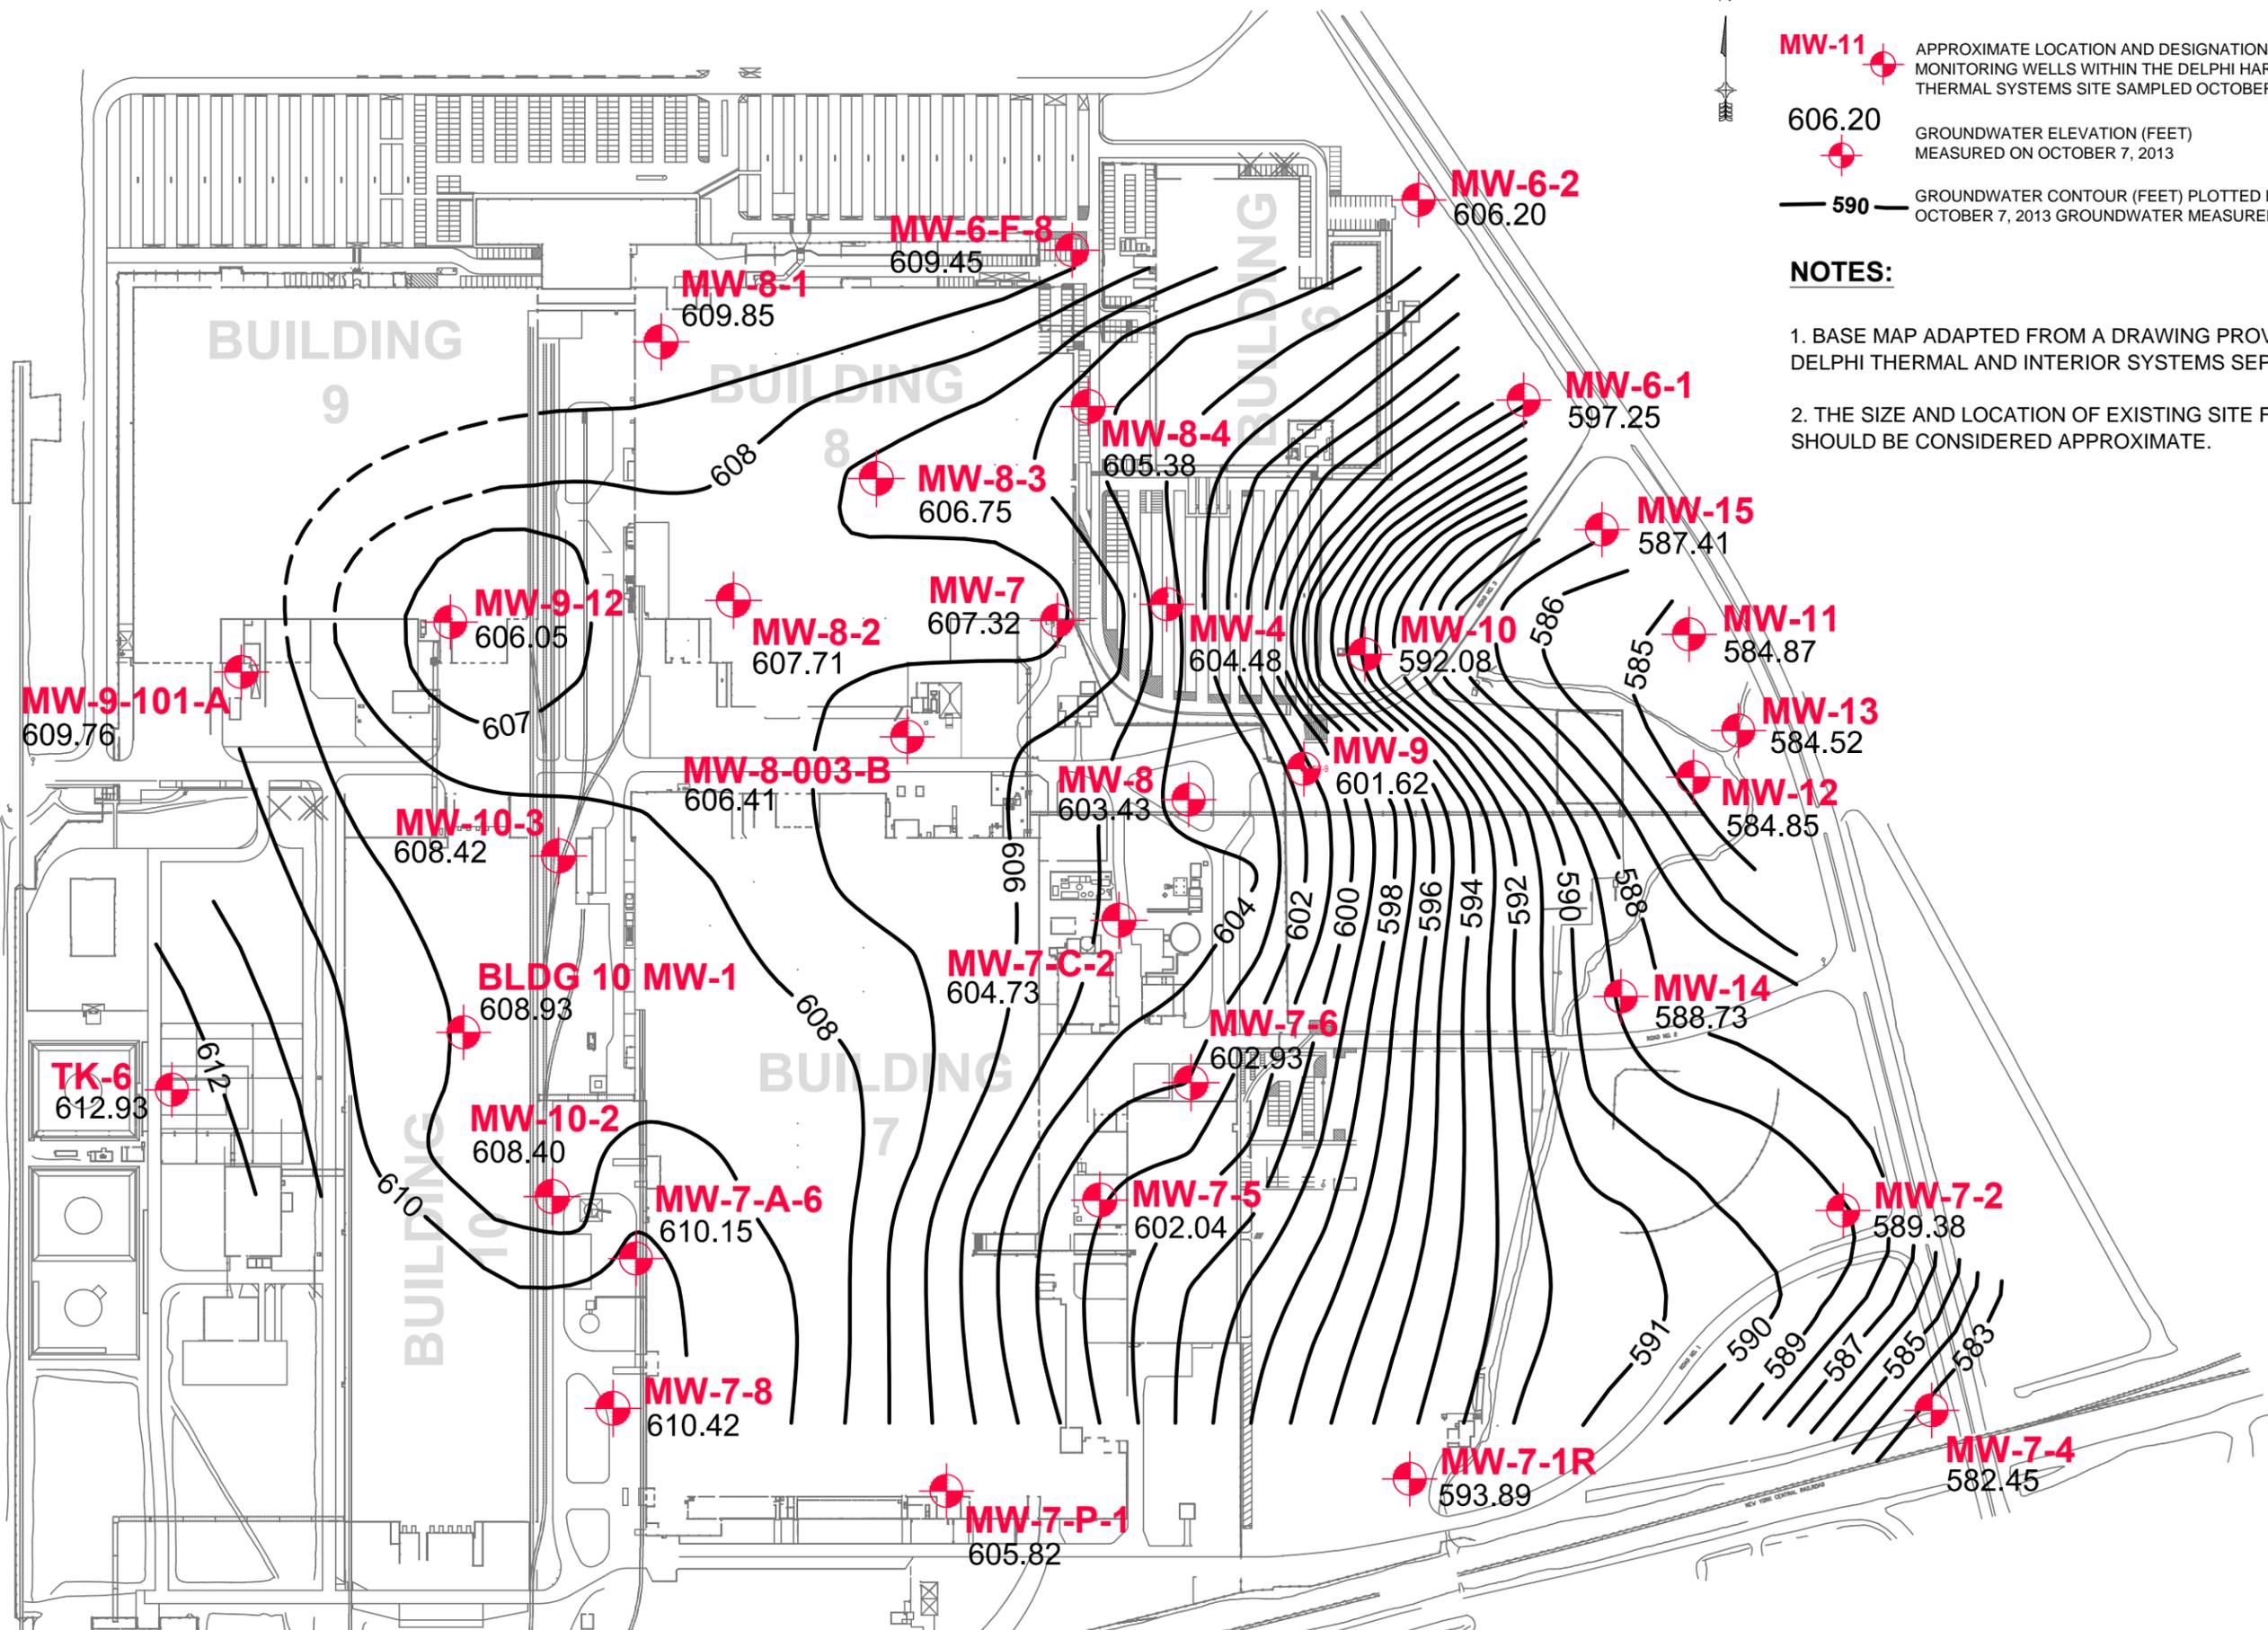 MW-11
APPROXIMATE LOCATION AND DESIGNATION
MONITORING WELLS WITHIN THE DELPHI HAR
THERMAL SYSTEMS SITE SAMPLED OCTOBER
606.20
GROUNDWATER ELEVATION (FEET)
MEASURED ON OCTOBER 7, 2013
590
GROUNDWATER CONTOUR (FEET) PLOTTED
OCTOBER 7, 2013 GROUNDWATER MEASURE
NOTES:
1. BASE MAP ADAPTED FROM A DRAWING PROV
DELPHI THERMAL AND INTERIOR SYSTEMS SEP
2. THE SIZE AND LOCATION OF EXISTING SITE F
SHOULD BE CONSIDERED APPROXIMATE.
MW-6-2
606.20
MW-6-F-8
609.45
MW-8-1
609.85
BUILDING
9
BUILDING
8
BUILDING
6
MW-6-1
597.25
MW-8-4
605.38
608
MW-8-3
606.75
MW-15
587.41
MW-9-12
606.05
MW-8-2
607.71
MW-7
607.32
MW-4
604.48
MW-10
592.08
586
MW-11
584.87
585
ROAD NO. 3
MW-9-101-A
609.76
607
MW-13
584.52
MW-8-003-B
606.41
MW-8
603.43
MW-9
601.62
MW-12
584.85
MW-10-3
608.42
606
604
602
600
598
596
594
592
590
588
BLDG 10 MW-1
608.93
608
MW-7-C-2
604.73
MW-14
588.73
ROAD NO. 2
MW-7-6
602.93
TK-6
612.93
612
BUILDING
7
MW-10-2
608.40
610
BUILDING
10
MW-7-A-6
610.15
MW-7-5
602.04
MW-7-2
589.38
591
590
589
587
585
583
ROAD NO. 1
MW-7-8
610.42
MW-7-1R
593.89
MW-7-4
582.45
NEW YORK CENTRAL RAILROAD
MW-7-P-1
605.82